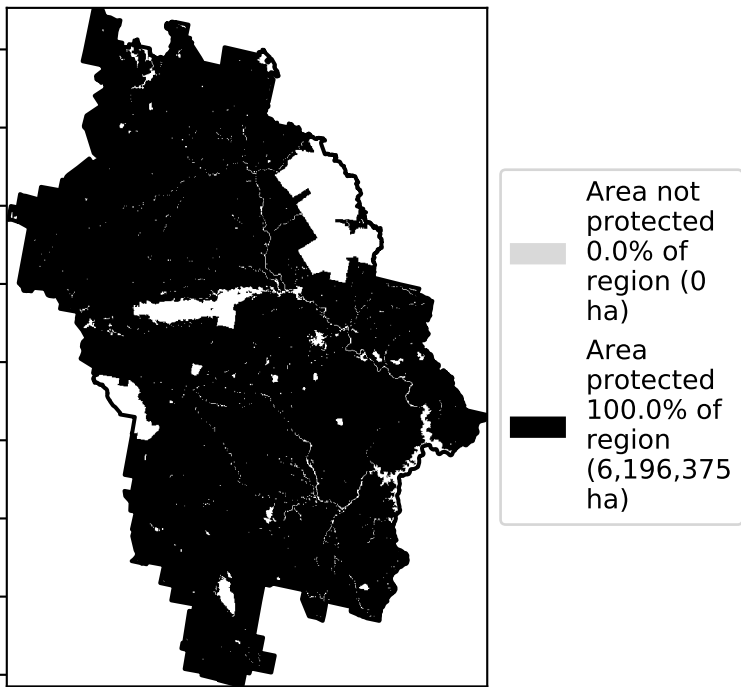 Area not
protected
0.0% of
region (0
ha)
Area
protected
100.0% of
region
(6,196,375
ha)